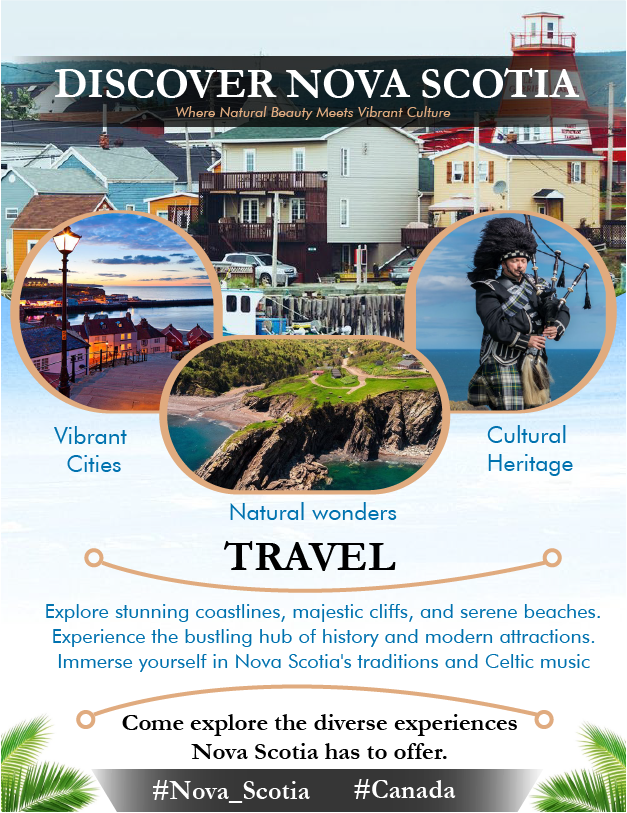 DISCOVER NOVA SCOTIA
Where Natural Beauty Meets Vibrant Culture
Vibrant
Cities
Cultural
Heritage
Natural wonders
TRAVEL
Explore stunning coastlines, majestic cliffs, and serene beaches.
Experience the bustling hub of history and modern attractions.
Immerse yourself in Nova Scotia's traditions and Celtic music
Come explore the diverse experiences
Nova Scotia has to offer.
#Nova_Scotia #Canada